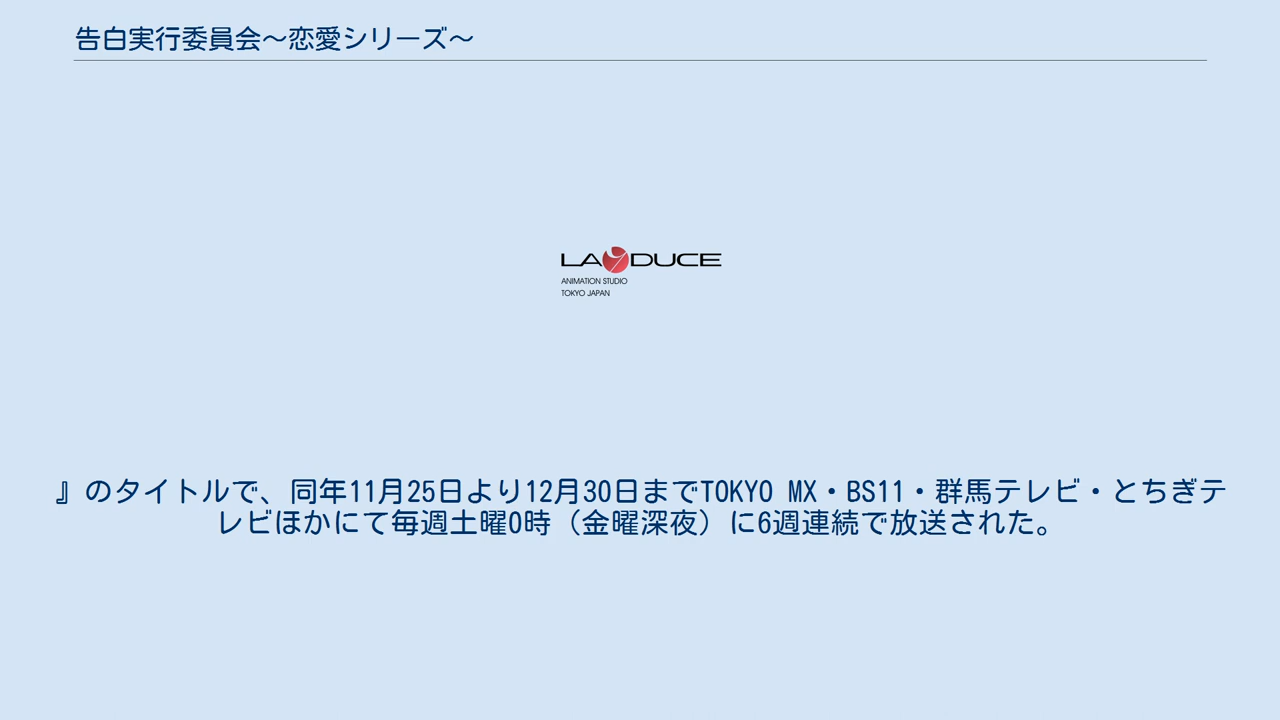 告白実行委員会〜恋愛シリーズ〜
LA DUCE
ANIMATION STUDIO
TOKYO JAPAN
』のタイトルで、同年11月25日より12月30日までTOKYO MX・BS11・群馬テレビ・とちぎテ
レビほかにて毎週土曜0時（金曜深夜）に6週連続で放送された。